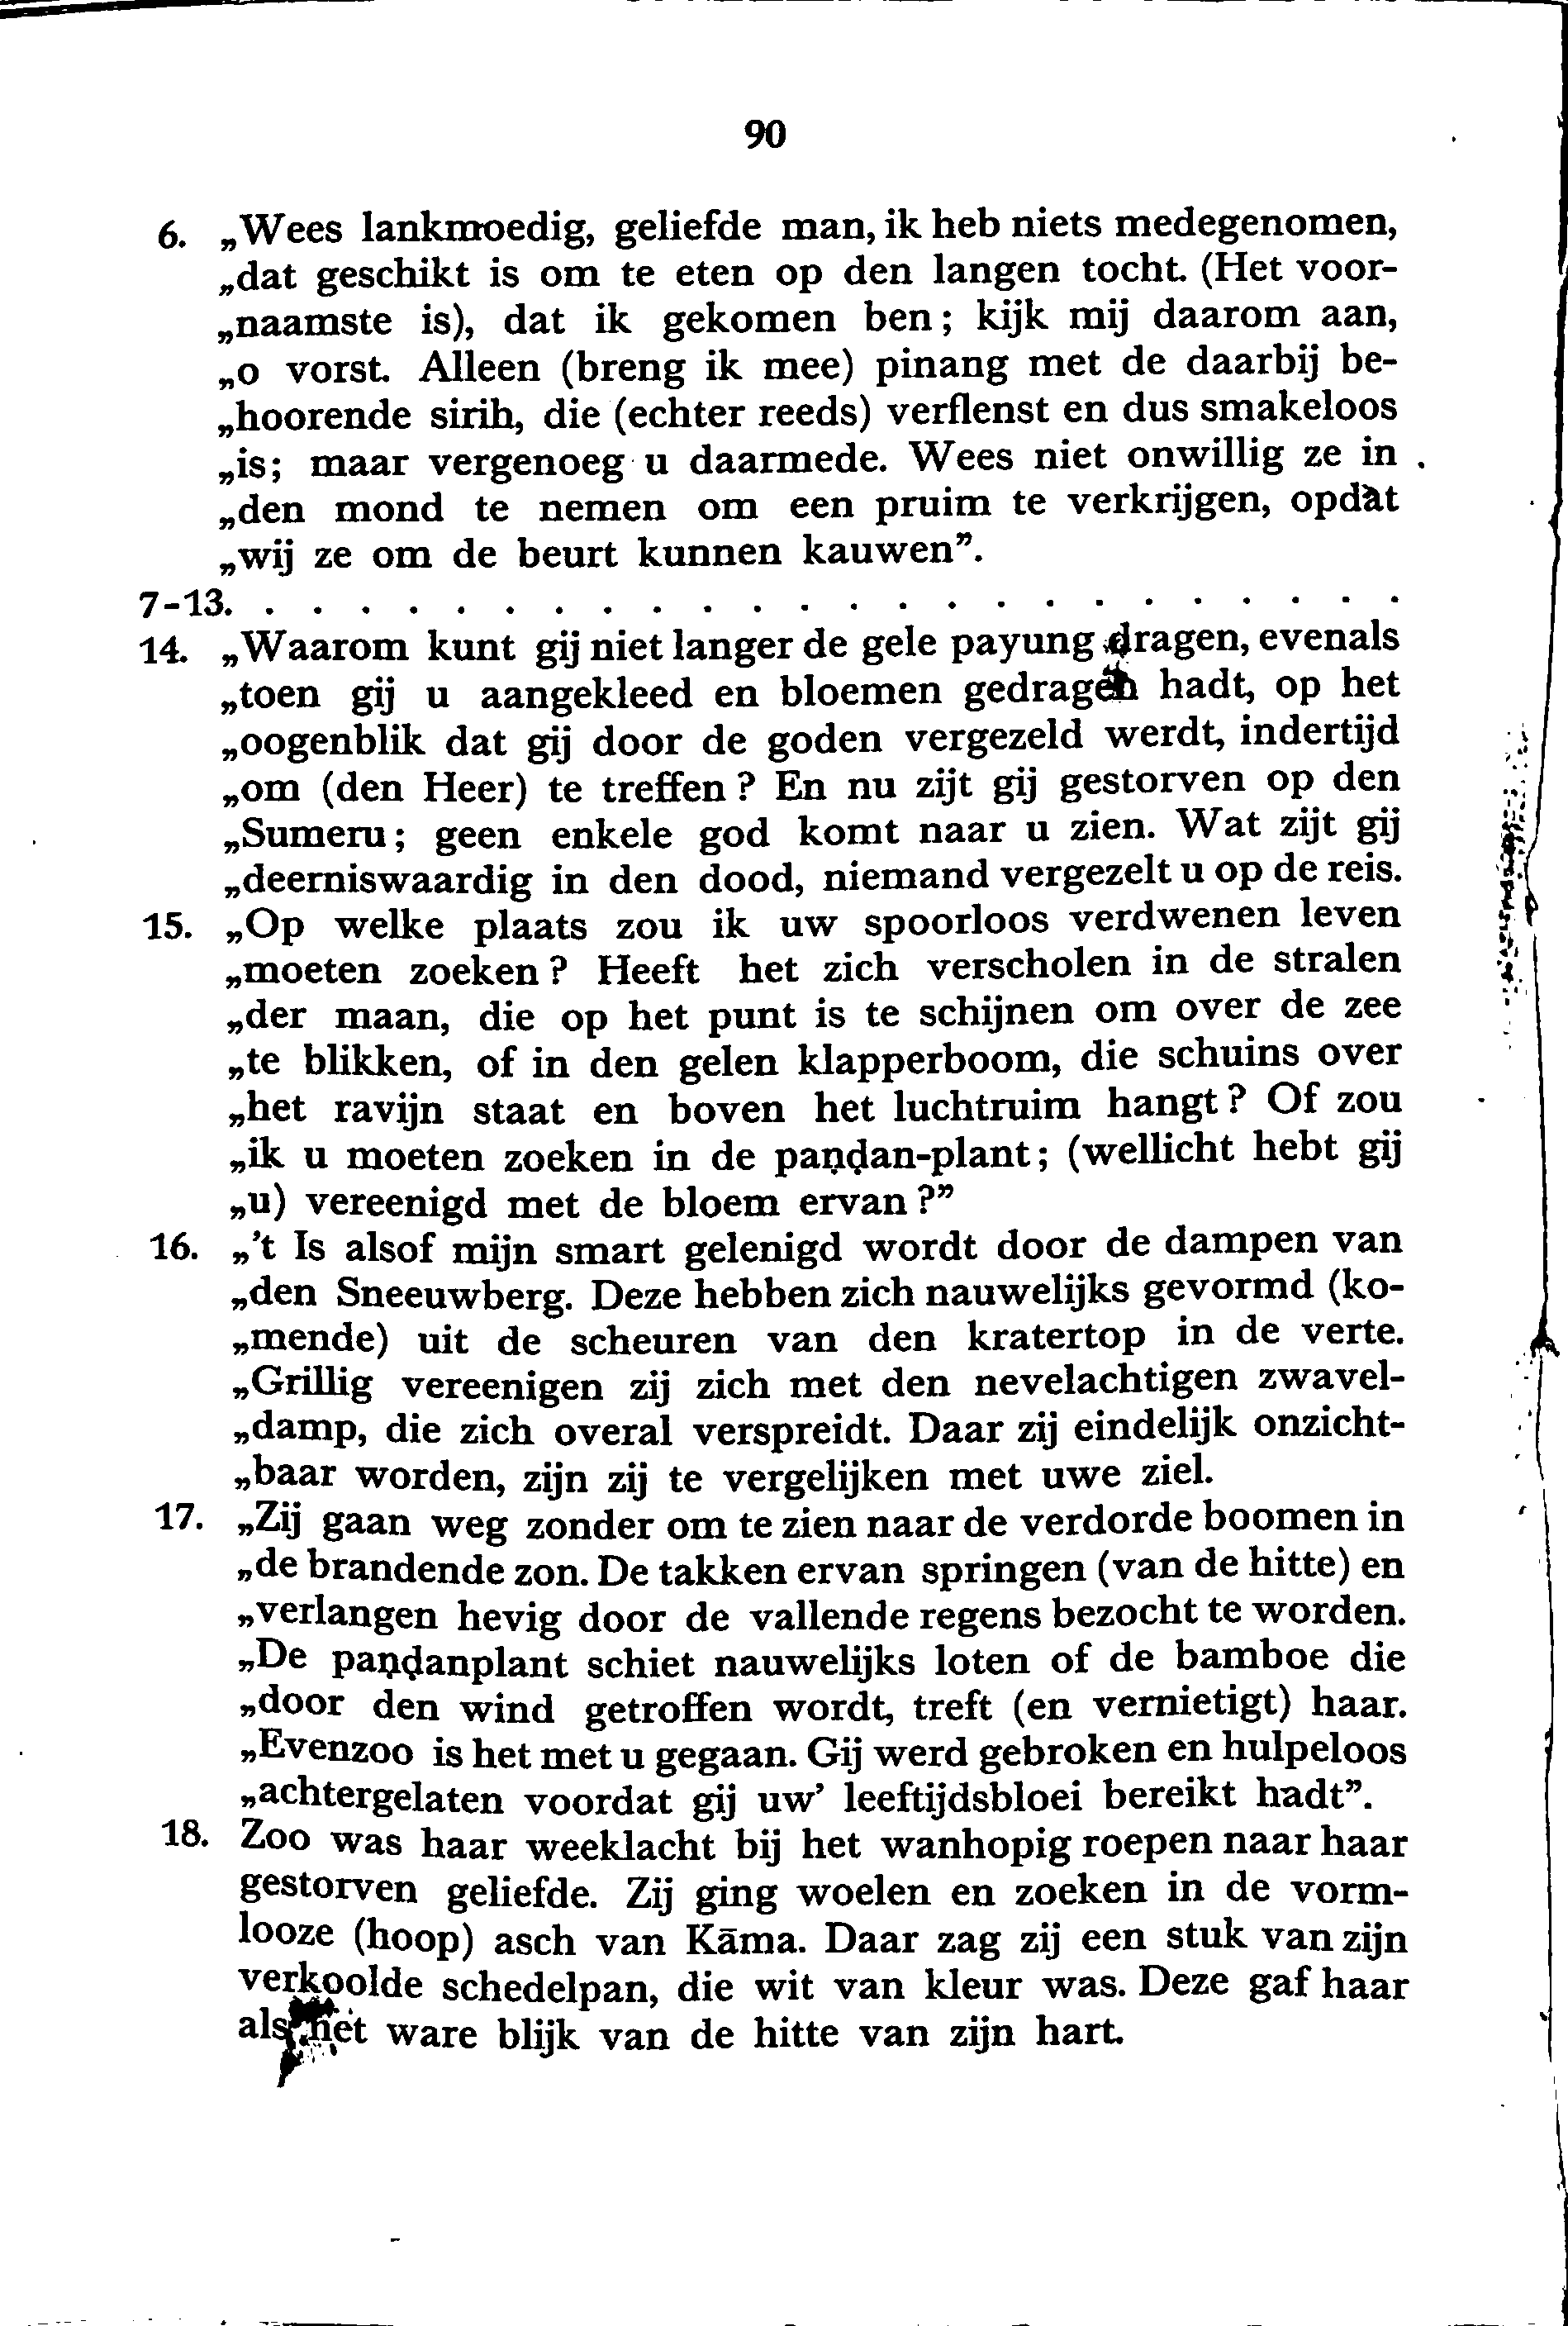 90
6. „Wees lankmoedig, geliefde man, ik heb niets medegenomen,
„dat geschikt is om te eten op den langen tocht. (Het voor-
„naamste is), dat ik gekomen ben; kijk mij daarom aan,
„o vorst. Alleen (breng ik mee) pinang met de daarbij be-
„hoorende sirih, die (echter reeds) verflenst en dus smakeloos
„is; maar vergenoeg u daarmede. Wees niet onwillig ze in
„den mond te nemen om een pruim te verkrijgen, opdat
„wij ze om de beurt kunnen kauwen”.
7-13. . . . . . . . . . . . . . . . . . . . . . . . .
14. „Waarom kunt gij niet langer de gele payung dragen, evenals
„toen gij u aangekleed en bloemen gedragen hadt, op het
„oogenblik dat gij door de goden vergezeld werdt, indertijd
„om (den Heer) te treffen? En nu zijt gij gestorven op den
„Sumeru; geen enkele god komt naar u zien. Wat zijt gij
„deerniswaardig in den dood, niemand vergezelt u op de reis.
15. „Op welke plaats zou ik uw spoorloos verdwenen leven
„moeten zoeken? Heeft het zich verscholen in de stralen
„der maan, die op het punt is te schijnen om over de zee
„te blikken, of in den gelen klapperboom, die schuins over
„het ravijn staat en boven het luchtruim hangt? Of zou
„ik u moeten zoeken in de paṇḍan-plant; (wellicht hebt gij
„u) vereenigd met de bloem ervan?”
16. „’t Is alsof mijn smart gelenigd wordt door de dampen van
„den Sneeuwberg. Deze hebben zich nauwelijks gevormd (ko-
„mende) uit de scheuren van den kratertop in de verte.
„Grillig vereenigen zij zich met den nevelachtigen zwavel-
„damp, die zich overal verspreidt. Daar zij eindelijk onzicht-
„baar worden, zijn zij te vergelijken met uwe ziel.
17. „Zij gaan weg zonder om te zien naar de verdorde boomen in
„de brandende zon. De takken ervan springen (van de hitte) en
„verlangen hevig door de vallende regens bezocht te worden.
„De paṇḍanplant schiet nauwelijks loten of de bamboe die
„door den wind getroffen wordt, treft (en vernietigt) haar.
„Evenzoo is het met u gegaan. Gij werd gebroken en hulpeloos
„achtergelaten voordat gij uw’ leeftijdsbloei bereikt hadt”.
18. Zoo was haar weeklacht bij het wanhopig roepen naar haar
gestorven geliefde. Zij ging woelen en zoeken in de vorm-
looze (hoop) asch van Kāma. Daar zag zij een stuk van zijn
verkoolde schedelpan, die wit van kleur was. Deze gaf haar
als het ware blijk van de hitte van zijn hart.